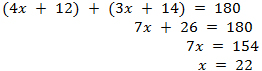 (4x + 12) + (3x + 14) = 180
7x + 26 = 180
7x = 154
x = 22